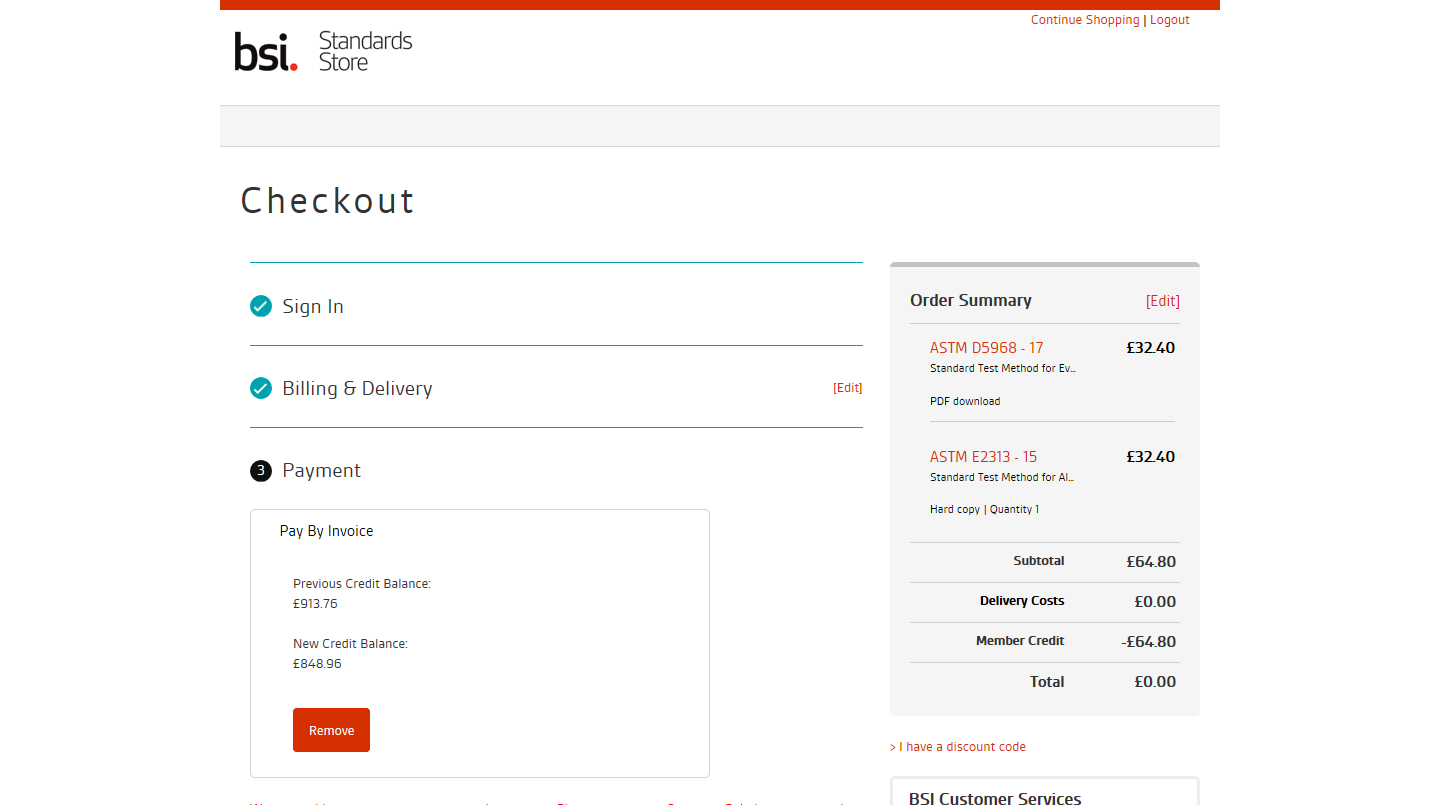 Continue Shopping | Logout
bsi. Standards
Store
Checkout
Sign In
Billing & Delivery [Edit]
3 Payment
Pay By Invoice
Previous Credit Balance:
£913.76
New Credit Balance:
£848.96
Remove
Order Summary [Edit]
ASTM D5968 - 17 £32.40
Standard Test Method for Ev...
PDF download
ASTM E2313 - 15 £32.40
Standard Test Method for Al...
Hard copy | Quantity 1
Subtotal £64.80
Delivery Costs £0.00
Member Credit -£64.80
Total £0.00
> I have a discount code
BSI Customer Services